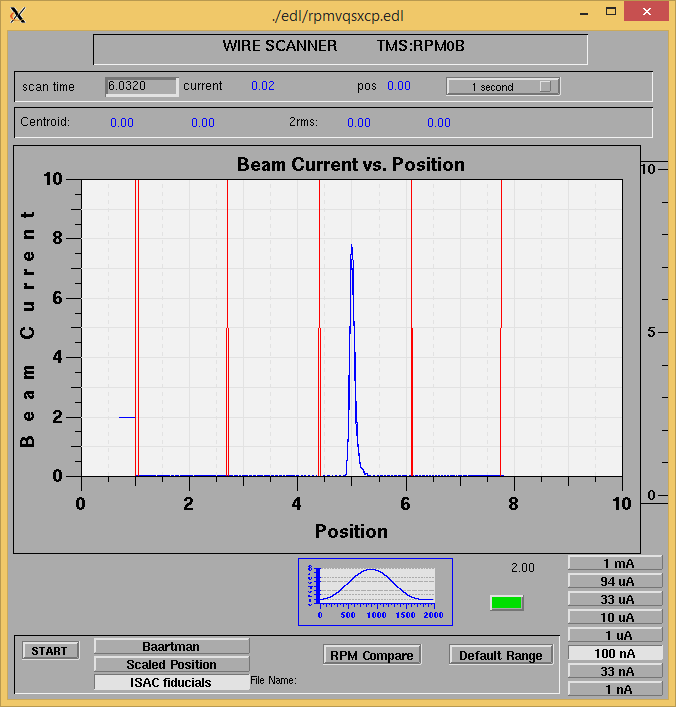 ./edl/rpmvqsxcp.edl
WIRE SCANNER TMS:RPM0B
scan time 6.0320 current 0.02 pos 0.00 1 second
Centroid: 0.00 0.00 2rms: 0.00 0.00
Beam Current vs. Position
Beam Current
10
8
6
4
2
0
0 2 4 6 8 10
Position
10
5
0
0 500 1000 1500 2000
2.00
1 mA
94 uA
33 uA
10 uA
1 uA
100 nA
33 nA
1 nA
START
Baartman
Scaled Position
ISAC fiducials
File Name:
RPM Compare
Default Range